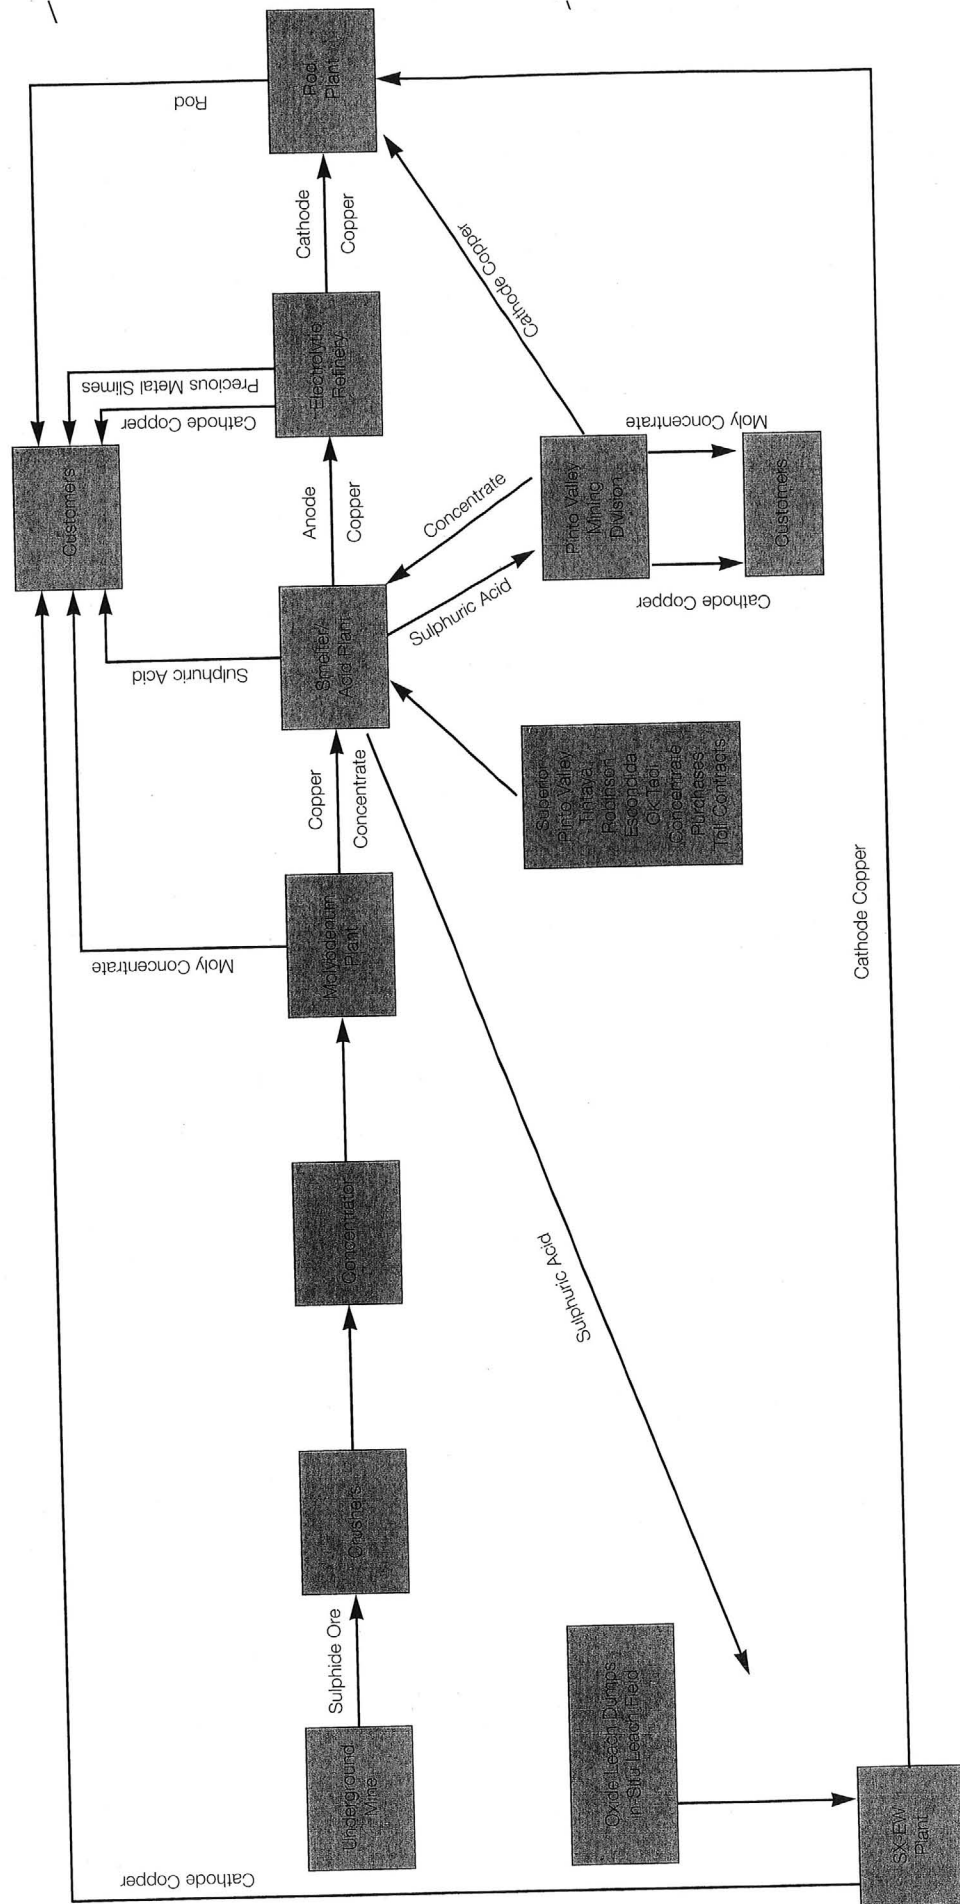 Rod
Plant
Rod
Cathode
Copper
Cathode Copper
Electrolytic
Refinery
Precious Metal Slimes
Cathode Copper
Customers
Anode
Copper
Concentrate
Sulphuric Acid
Pinto Valley
Mining
Division
Moly Concentrate
Cathode Copper
Customers
Smelter/
Acid Plant
Sulphuric Acid
Copper
Concentrate
Superior
Pinto Valley
Tintaya
Robinson
Escondida
Ok Tedi
Concentrate
Purchases
Toll Contracts
Molybdenum
Plant
Moly Concentrate
Cathode Copper
Concentrator
Sulphuric Acid
Crushers
Sulphide Ore
Underground
Mine
Oxide Leach Dumps
In-Situ Leach Field
SX-EW
Plant
Cathode Copper